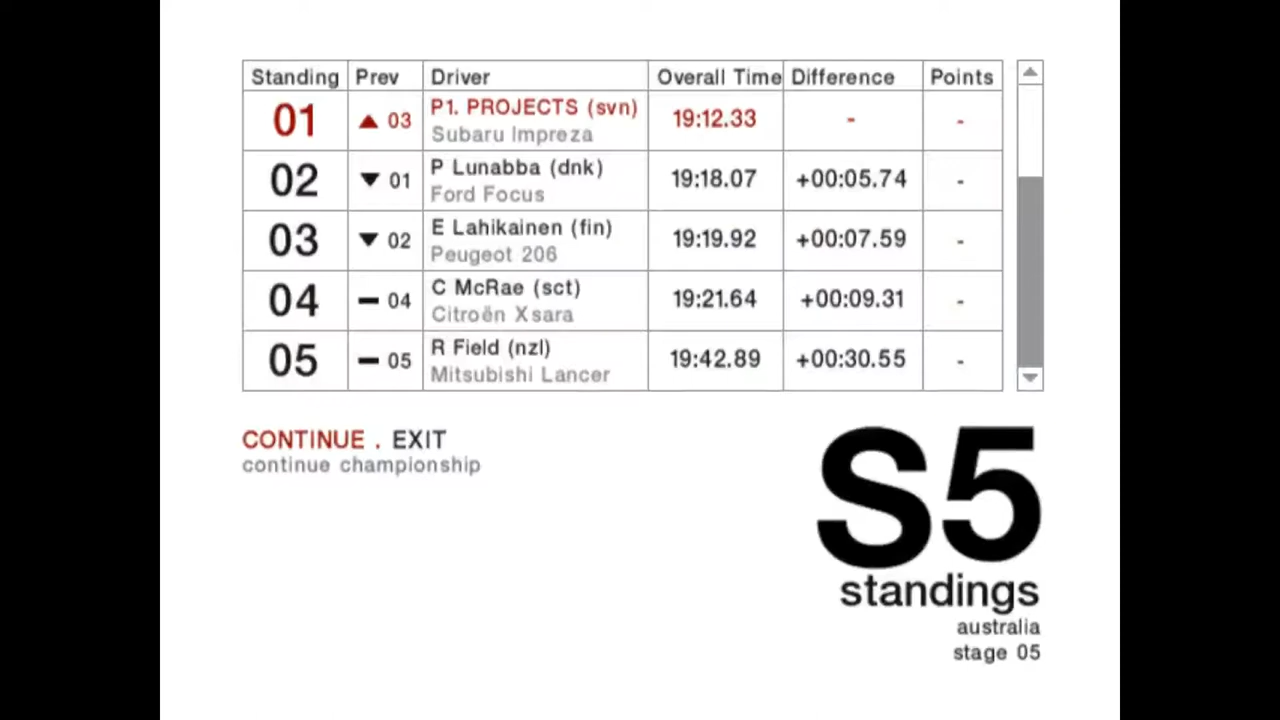 Standing Prev Driver Overall Time Difference Points
01 ▲ 03 P1. PROJECTS (svn) 19:12.33 - -
Subaru Impreza
02 ▼ 01 P Lunabba (dnk) 19:18.07 +00:05.74 -
Ford Focus
03 ▼ 02 E Lahikainen (fin) 19:19.92 +00:07.59 -
Peugeot 206
04 – 04 C McRae (sct) 19:21.64 +00:09.31 -
Citroën Xsara
05 – 05 R Field (nzl) 19:42.89 +00:30.55 -
Mitsubishi Lancer
CONTINUE . EXIT
continue championship
S5
standings
australia
stage 05